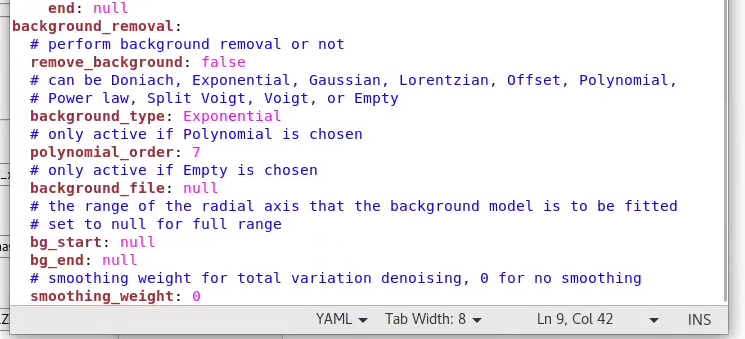 end: null
background_removal:
# perform background removal or not
remove_background: false
# can be Doniach, Exponential, Gaussian, Lorentzian, Offset, Polynomial,
# Power law, Split Voigt, Voigt, or Empty
background_type: Exponential
# only active if Polynomial is chosen
polynomial_order: 7
# only active if Empty is chosen
background_file: null
# the range of the radial axis that the background model is to be fitted
# set to null for full range
bg_start: null
bg_end: null
# smoothing weight for total variation denoising, 0 for no smoothing
smoothing_weight: 0
YAML Tab Width: 8 Ln 9, Col 42 INS